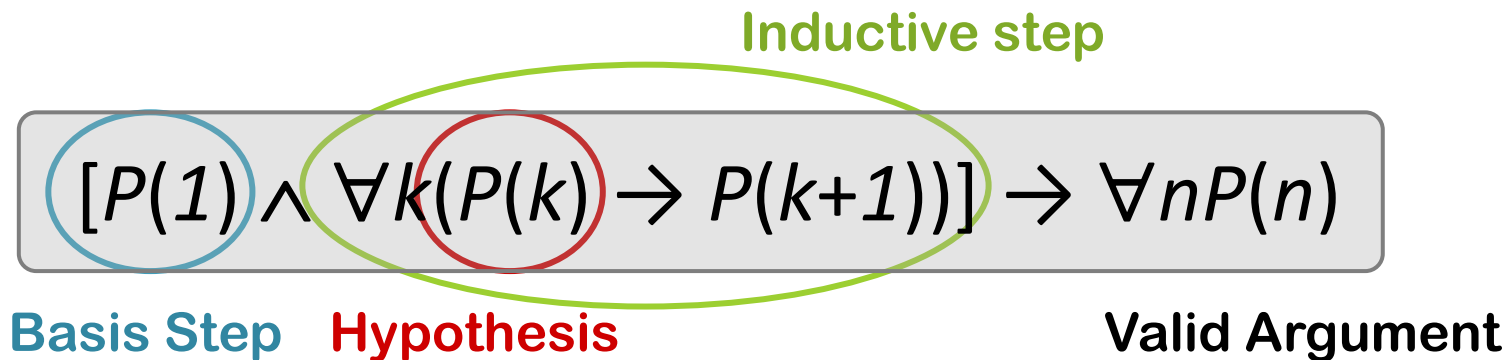 Inductive step
[P(1) ∧ ∀k(P(k) → P(k+1))] → ∀nP(n)
Basis Step Hypothesis Valid Argument